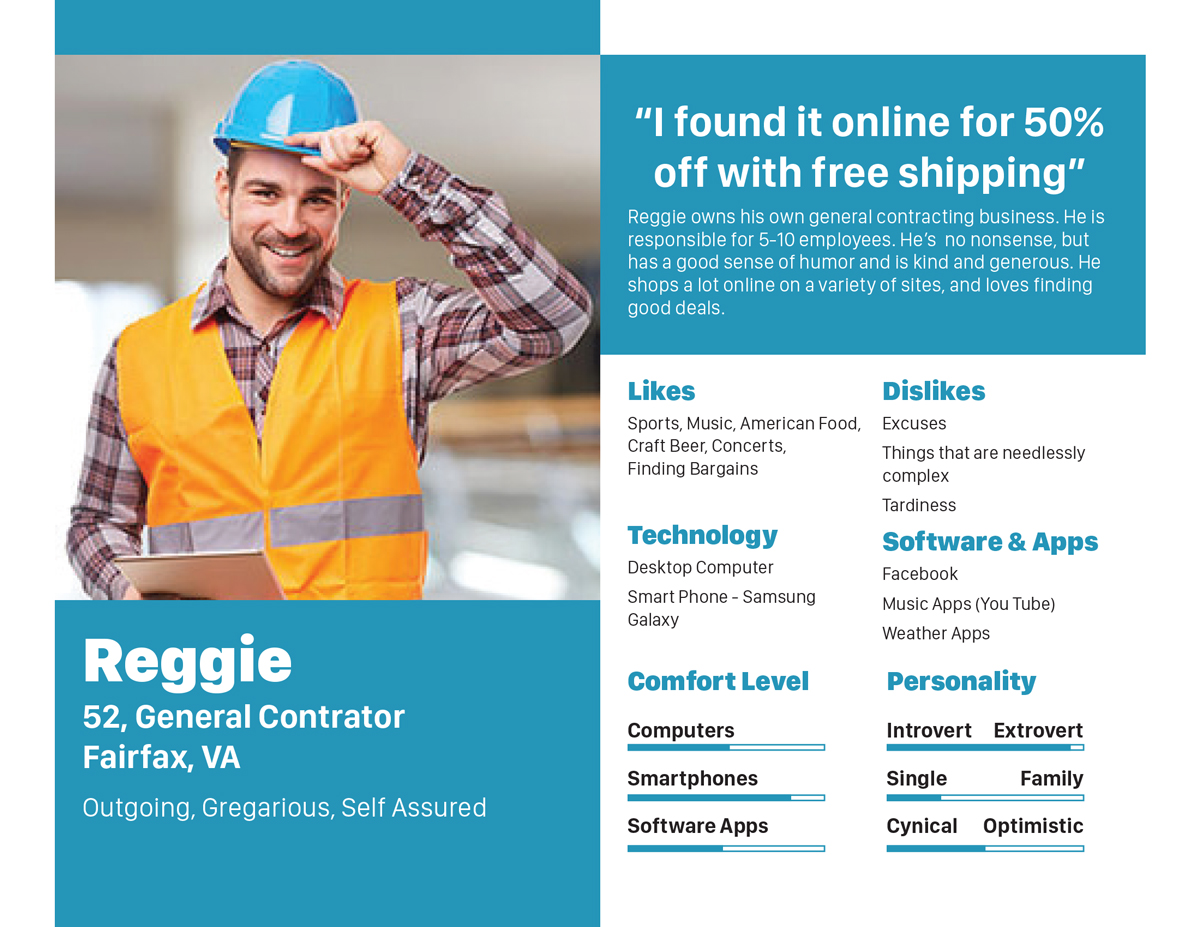 “I found it online for 50%
off with free shipping”
Reggie owns his own general contracting business. He is
responsible for 5-10 employees. He’s  no nonsense, but
has a good sense of humor and is kind and generous. He
shops a lot online on a variety of sites, and loves finding
good deals.
Reggie
52, General Contrator
Fairfax, VA
Outgoing, Gregarious, Self Assured
Likes
Sports, Music, American Food,
Craft Beer, Concerts,
Finding Bargains
Dislikes
Excuses
Things that are needlessly
complex
Tardiness
Technology
Desktop Computer
Smart Phone - Samsung
Galaxy
Software & Apps
Facebook
Music Apps (You Tube)
Weather Apps
Comfort Level
Computers
Smartphones
Software Apps
Personality
Introvert Extrovert
Single Family
Cynical Optimistic